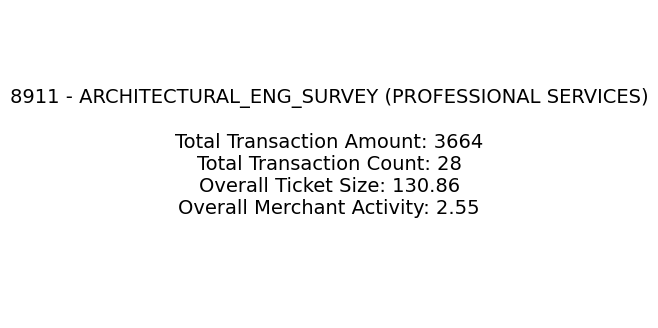 8911 - ARCHITECTURAL_ENG_SURVEY (PROFESSIONAL SERVICES)
Total Transaction Amount: 3664
Total Transaction Count: 28
Overall Ticket Size: 130.86
Overall Merchant Activity: 2.55